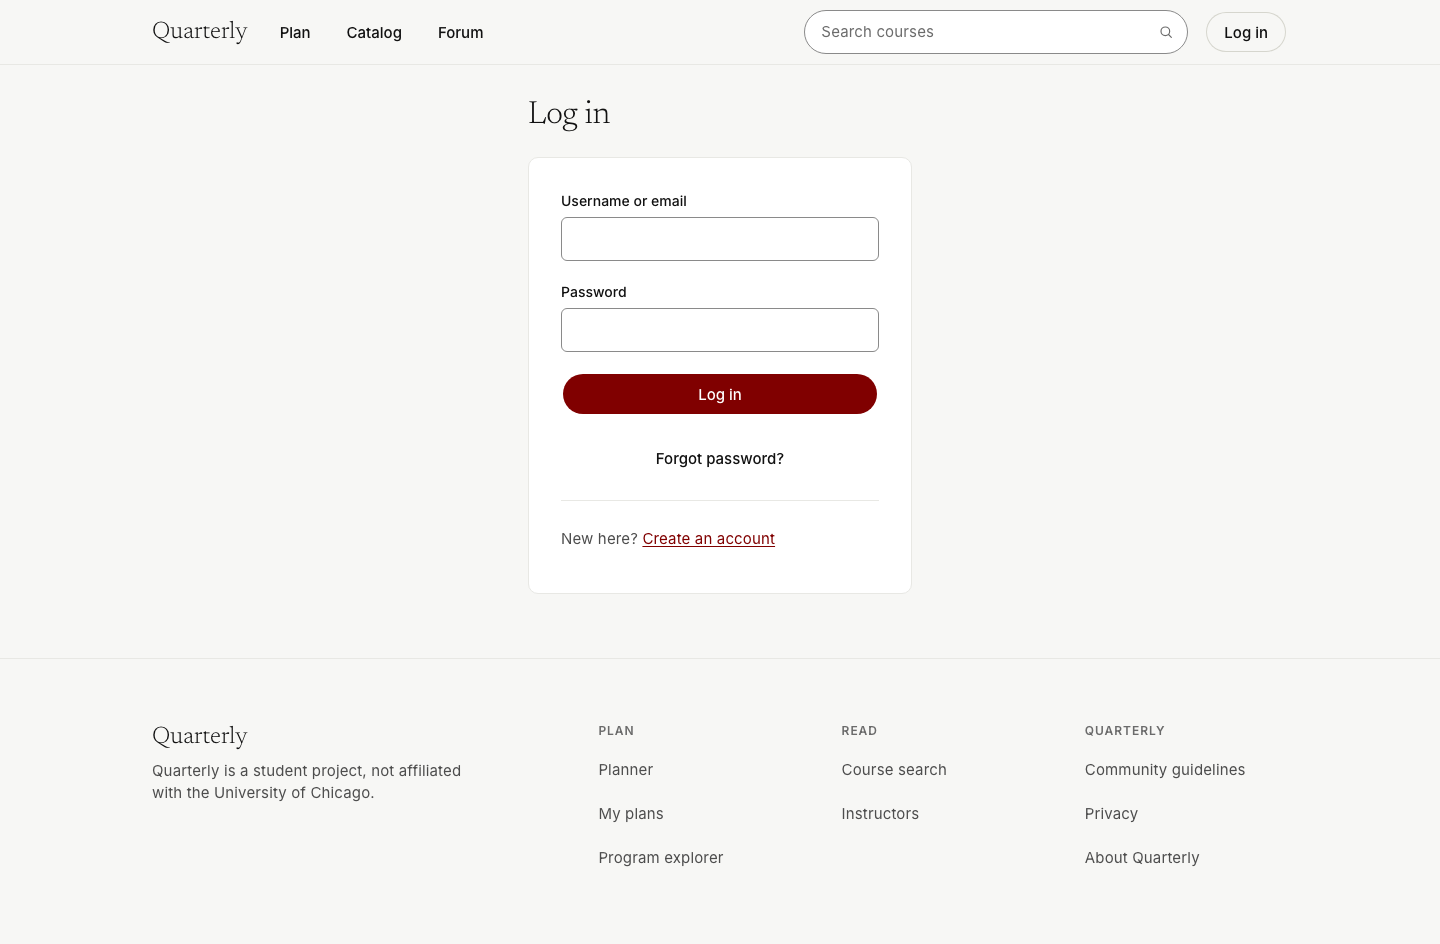 Quarterly
Plan
Catalog
Forum
Search courses
Log in
Log in
Username or email
Password
Log in
Forgot password?
New here? Create an account
Quarterly
Quarterly is a student project, not affiliated
with the University of Chicago.
PLAN
Planner
My plans
Program explorer
READ
Course search
Instructors
QUARTERLY
Community guidelines
Privacy
About Quarterly